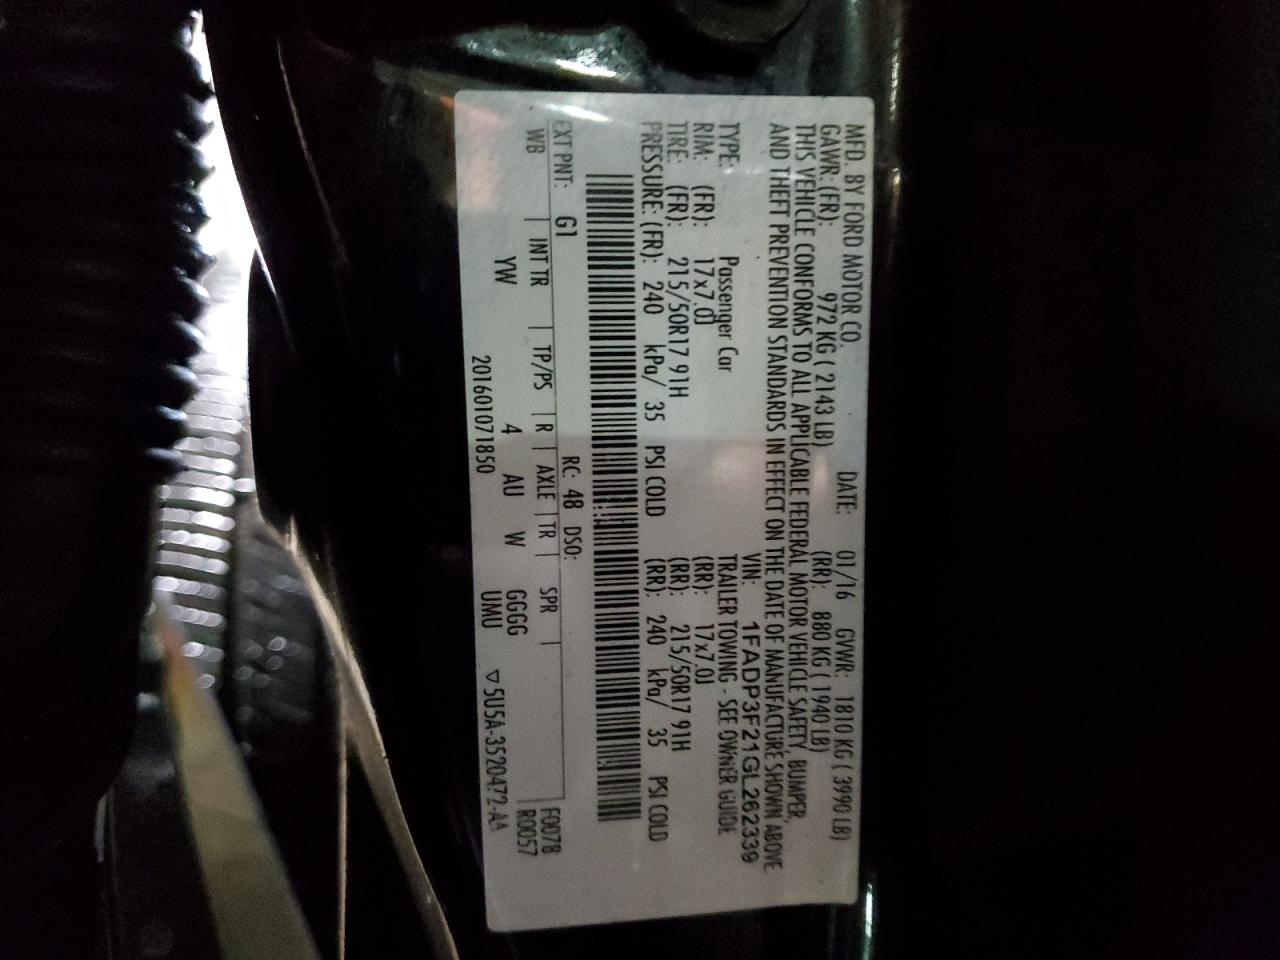 MFD. BY FORD MOTOR CO. DATE: 01/16 GVWR: 1810 KG ( 3990 LB)
GAWR: (FR): 972 KG ( 2143 LB) (RR): 880 KG ( 1940 LB)
THIS VEHICLE CONFORMS TO ALL APPLICABLE FEDERAL MOTOR VEHICLE SAFETY, BUMPER,
AND THEFT PREVENTION STANDARDS IN EFFECT ON THE DATE OF MANUFACTURE SHOWN ABOVE
VIN: 1FADP3F21GL262339
TYPE: Passenger Car TRAILER TOWING - SEE OWNER GUIDE
RIM: (FR): 17x7.0J (RR): 17x7.0J
TIRE: (FR): 215/50R17 91H (RR): 215/50R17 91H
PRESSURE: (FR): 240 kPa/ 35 PSI COLD (RR): 240 kPa/ 35 PSI COLD
EXT PNT: G1 RC: 48 DSO: F0078
WB INT TR TP/PS R AXLE TR SPR R0057
YW 4 AU W GGGG
201601071850 UMU ▽5U5A-3520472-AA